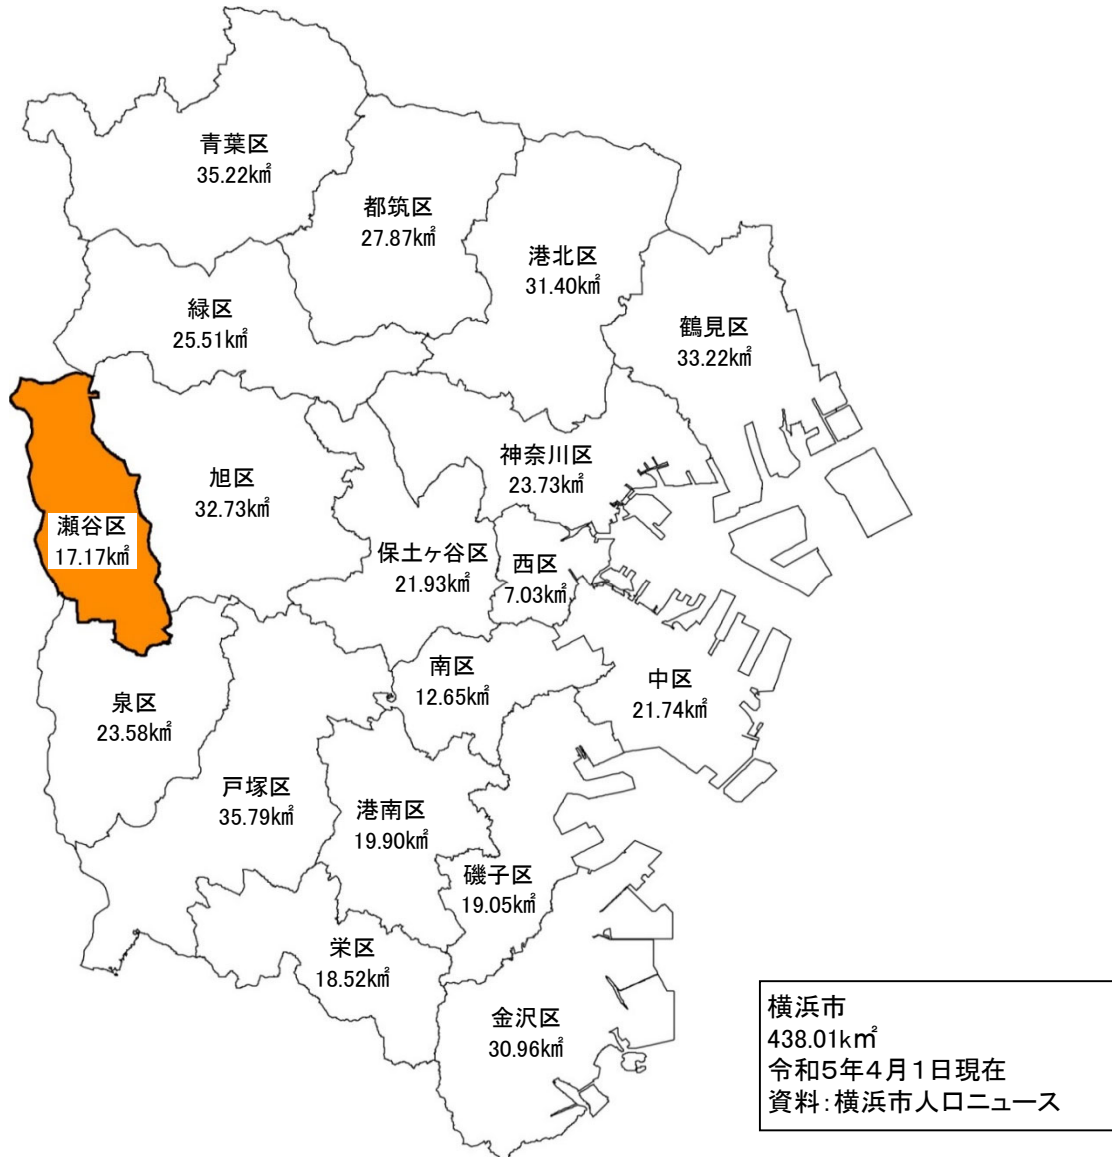 青葉区
35.22k㎡
都筑区
27.87k㎡
港北区
31.40k㎡
緑区
25.51k㎡
鶴見区
33.22k㎡
旭区
32.73k㎡
神奈川区
23.73k㎡
瀬谷区
17.17k㎡
保土ヶ谷区
21.93k㎡
西区
7.03k㎡
南区
12.65k㎡
中区
21.74k㎡
泉区
23.58k㎡
戸塚区
35.79k㎡
港南区
19.90k㎡
磯子区
19.05k㎡
栄区
18.52k㎡
金沢区
30.96k㎡
横浜市
438.01k㎡
令和5年4月1日現在
資料:横浜市人口ニュース